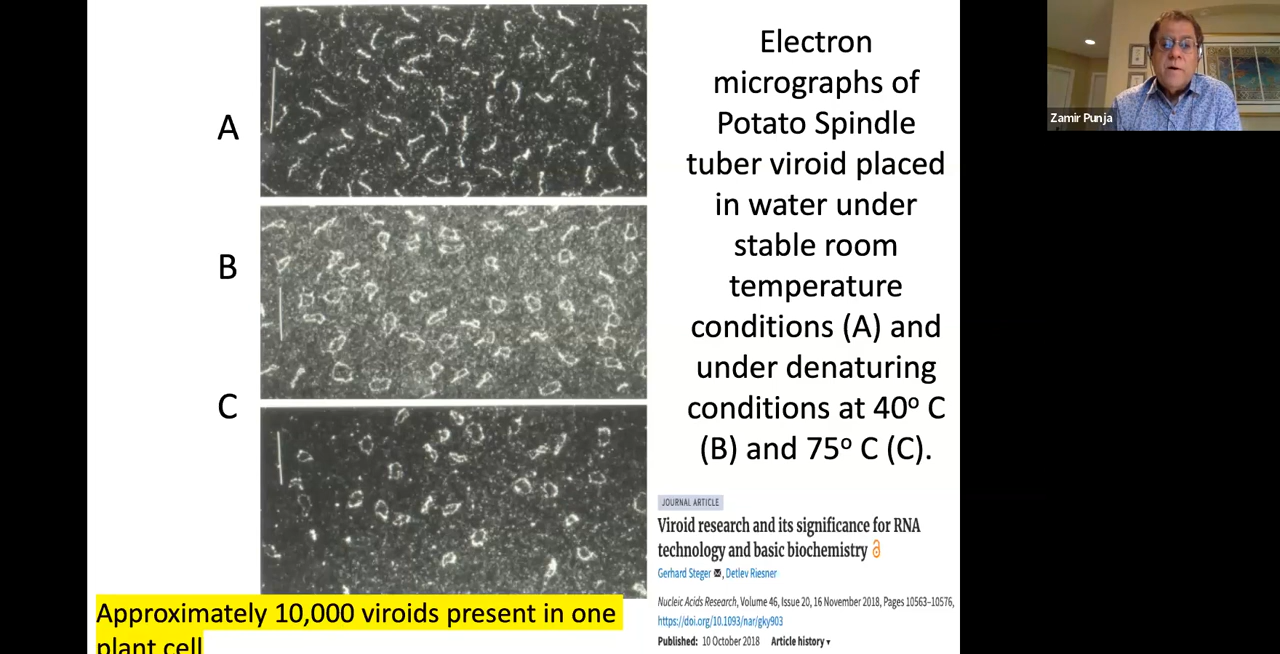 A
B
C
Electron
micrographs of
Potato Spindle
tuber viroid placed
in water under
stable room
temperature
conditions (A) and
under denaturing
conditions at 40º C
(B) and 75º C (C).
JOURNAL ARTICLE
Viroid research and its significance for RNA
technology and basic biochemistry
Gerhard Steger, Detlev Riesner
Nucleic Acids Research, Volume 46, Issue 20, 16 November 2018, Pages 10563–10576,
https://doi.org/10.1093/nar/gky903
Published: 10 October 2018 Article history
Approximately 10,000 viroids present in one
plant cell
Zamir Punja